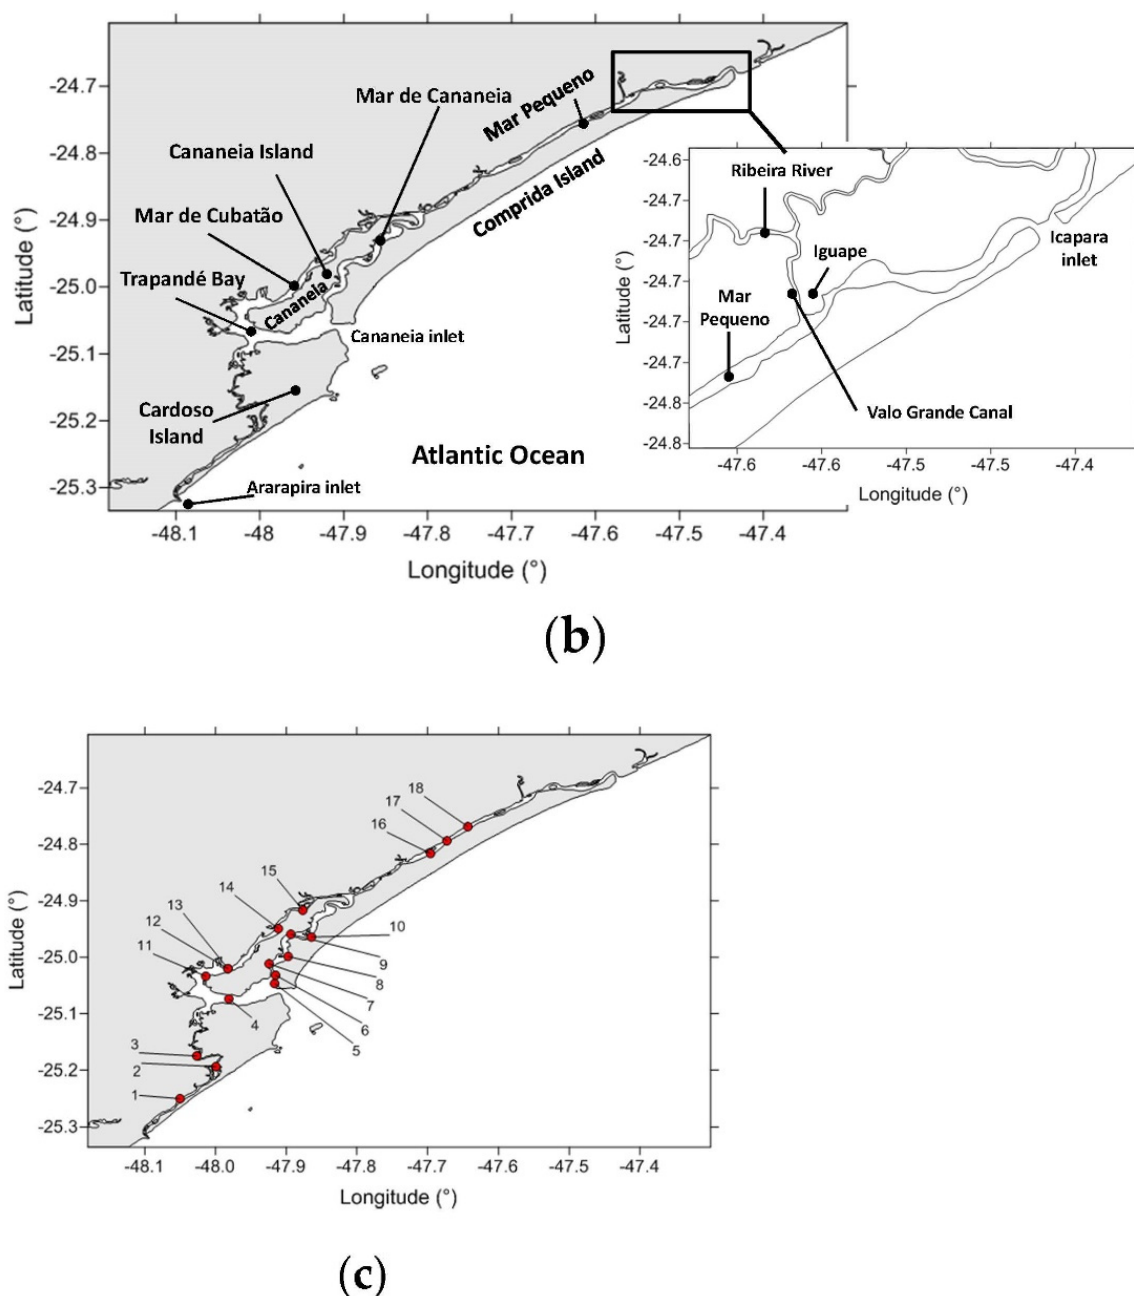 Mar de Cananeia
Mar Pequeno
Cananeia Island
Comprida Island
Mar de Cubatão
Trapandé Bay
Cananeia
Cananeia inlet
Cardoso
Island
Atlantic Ocean
Ararapira inlet
-24.7
-24.8
-24.9
-25.0
-25.1
-25.2
-25.3
Latitude (°)
-48.1
-48
-47.9
-47.8
-47.7
-47.6
-47.5
-47.4
Longitude (°)
Ribeira River
Iguape
Icapara
inlet
Mar
Pequeno
Valo Grande Canal
-24.6
-24.7
-24.7
-24.7
-24.7
-24.7
-24.8
-24.8
Latitude (°)
-47.6
-47.6
-47.5
-47.5
-47.4
Longitude (°)
(b)
-24.7
-24.8
-24.9
-25.0
-25.1
-25.2
-25.3
Latitude (°)
18
17
16
15
14
13
12
11
10
9
8
7
6
5
4
3
2
1
-48.1
-48.0
-47.9
-47.8
-47.7
-47.6
-47.5
-47.4
Longitude (°)
(c)